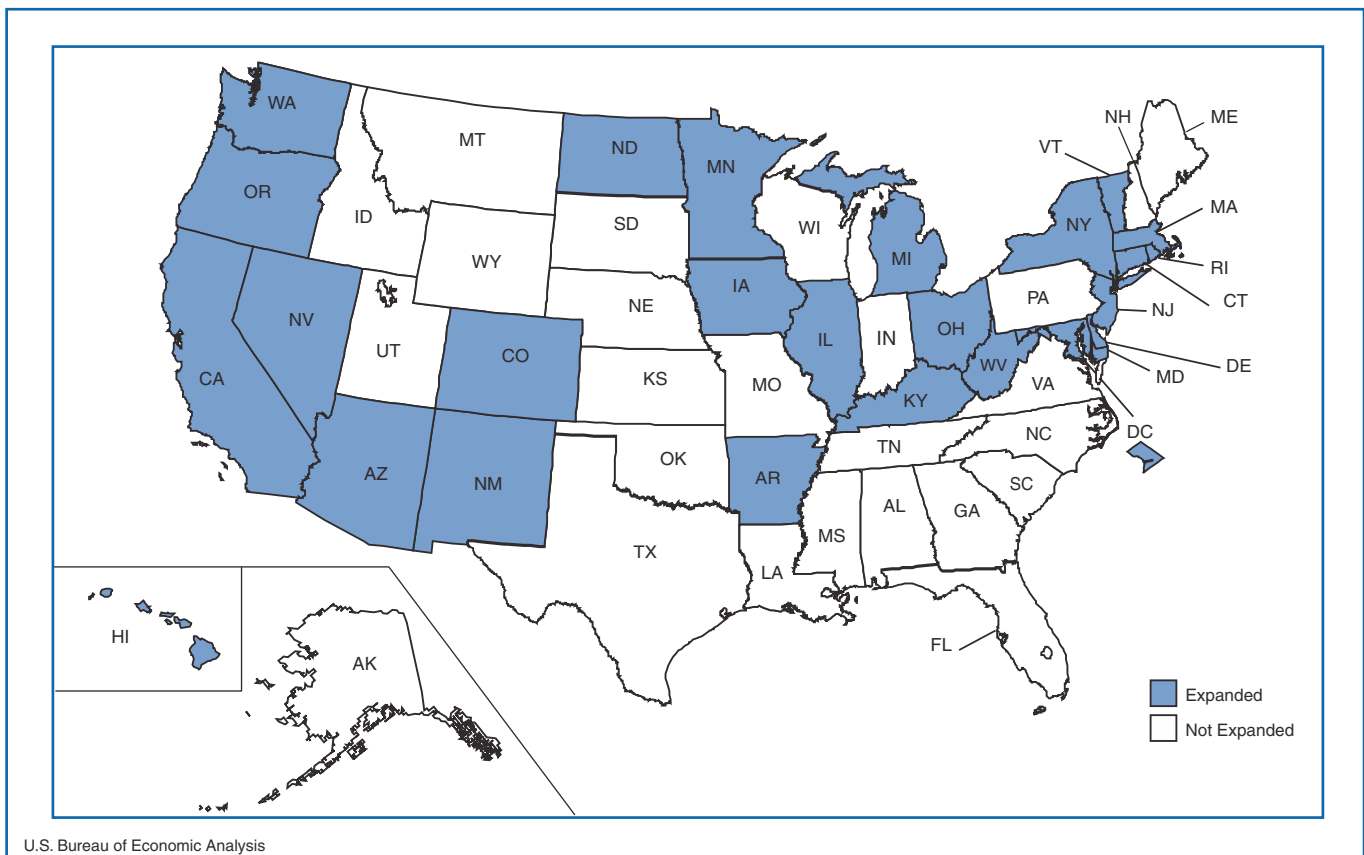 WA
MT
ND
MN
OR
ID
SD
WY
WI
MI
NH
ME
VT
NY
MA
RI
CT
NJ
DE
MD
DC
NV
UT
CO
NE
IA
IL
IN
OH
PA
WV
VA
CA
KS
MO
KY
AZ
NM
OK
AR
TN
NC
SC
TX
LA
MS
AL
GA
FL
HI
AK
Expanded
Not Expanded
U.S. Bureau of Economic Analysis